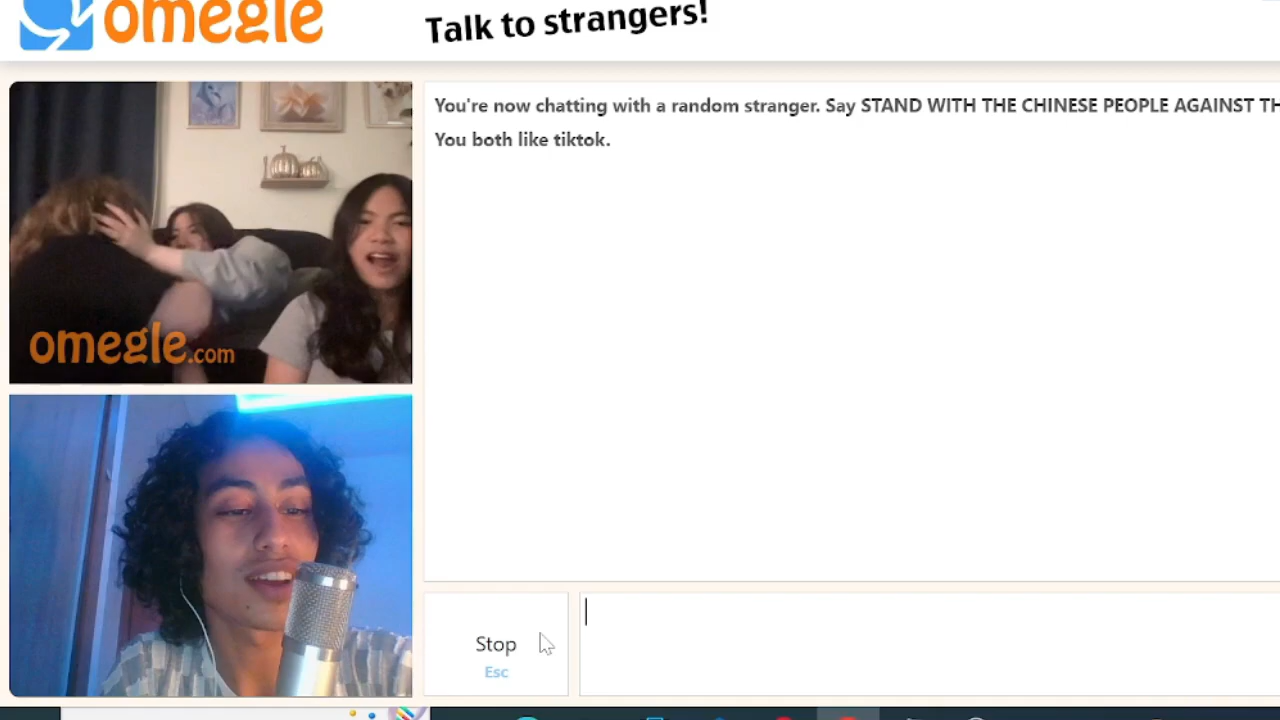 omegle
Talk to strangers!
You're now chatting with a random stranger. Say STAND WITH THE CHINESE PEOPLE AGAINST TH
You both like tiktok.
omegle.com
Stop
Esc